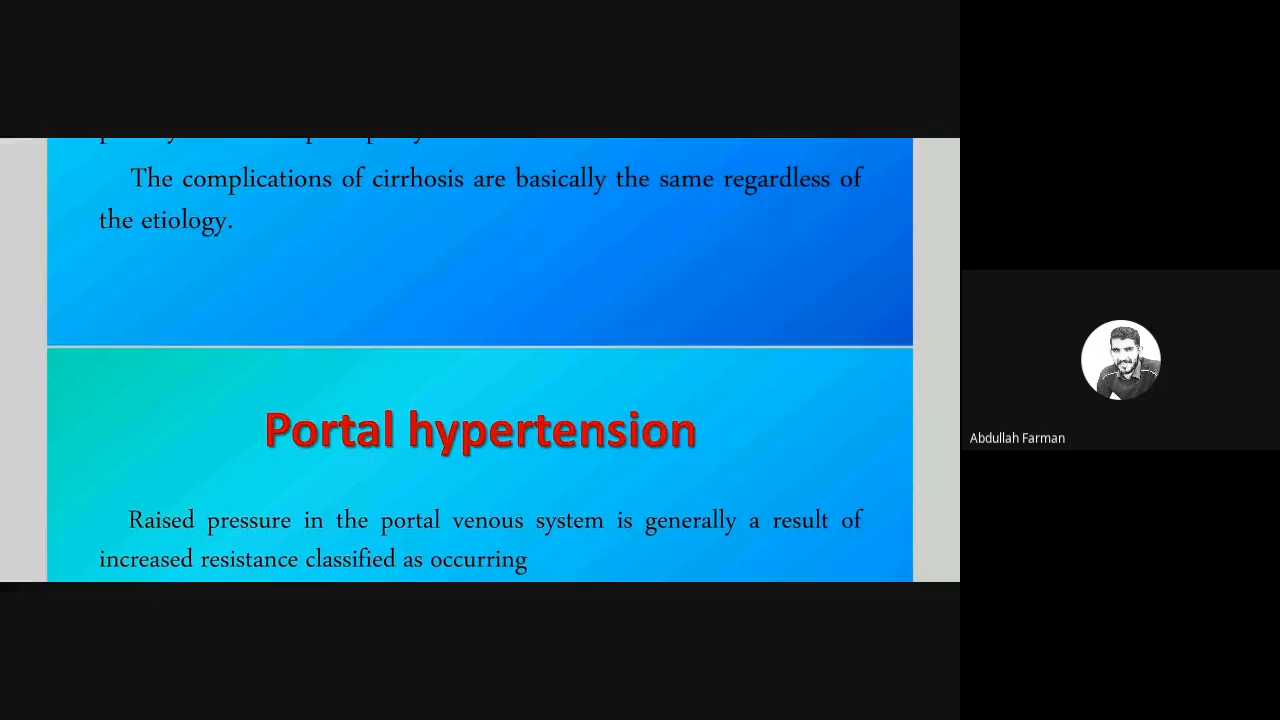 The complications of cirrhosis are basically the same regardless of
the etiology.
Portal hypertension
Raised pressure in the portal venous system is generally a result of
increased resistance classified as occurring
Abdullah Farman